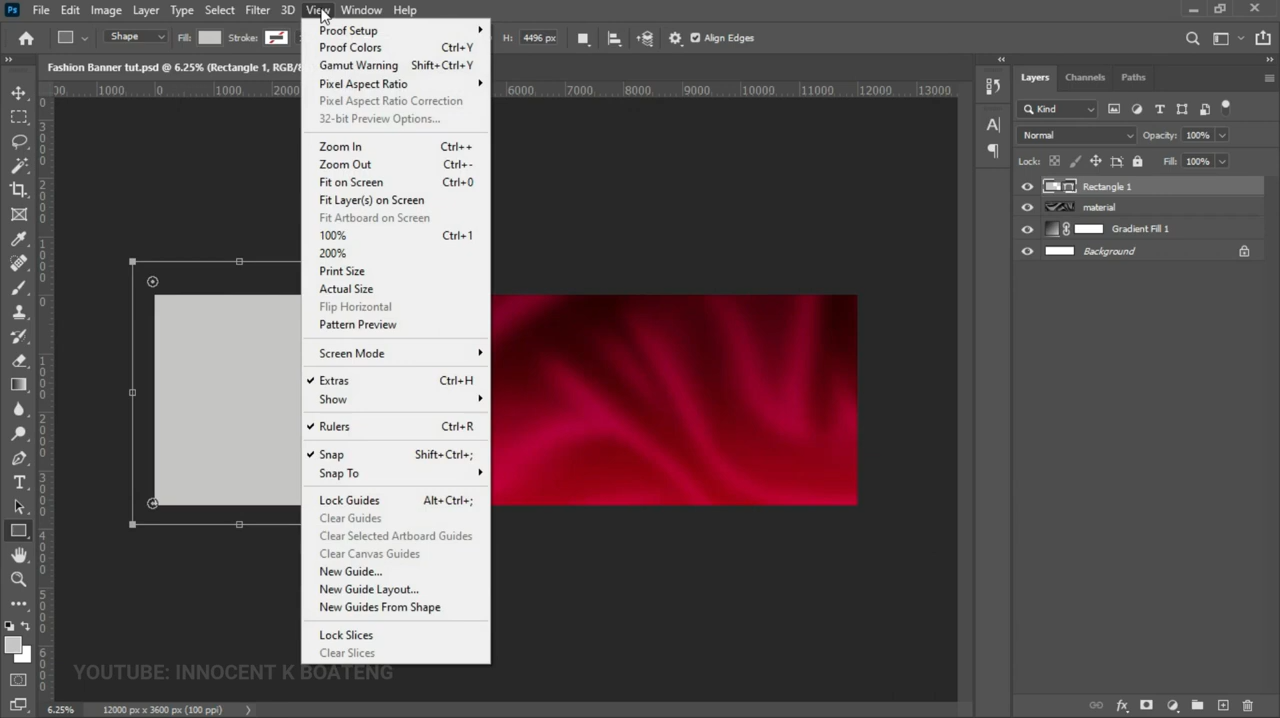 Ps File Edit Image Layer Type Select Filter 3D View Window Help
Shape Fill: Stroke: H: 4496 px Align Edges
Fashion Banner tut.psd @ 6.25% (Rectangle 1, RGB/8
1000 0 1000 2000 6000 7000 8000 9000 10000 11000 12000 13000
Proof Setup
Proof Colors Ctrl+Y
Gamut Warning Shift+Ctrl+Y
Pixel Aspect Ratio
Pixel Aspect Ratio Correction
32-bit Preview Options...
Zoom In Ctrl++
Zoom Out Ctrl+-
Fit on Screen Ctrl+0
Fit Layer(s) on Screen
Fit Artboard on Screen
100% Ctrl+1
200%
Print Size
Actual Size
Flip Horizontal
Pattern Preview
Screen Mode
Extras Ctrl+H
Show
Rulers Ctrl+R
Snap Shift+Ctrl+;
Snap To
Lock Guides Alt+Ctrl+;
Clear Guides
Clear Selected Artboard Guides
Clear Canvas Guides
New Guide...
New Guide Layout...
New Guides From Shape
Lock Slices
Clear Slices
Layers Channels Paths
Kind
Normal Opacity: 100%
Lock: Fill: 100%
Rectangle 1
material
Gradient Fill 1
Background
YOUTUBE: INNOCENT K BOATENG
6.25% 12000 px x 3600 px (100 ppi)